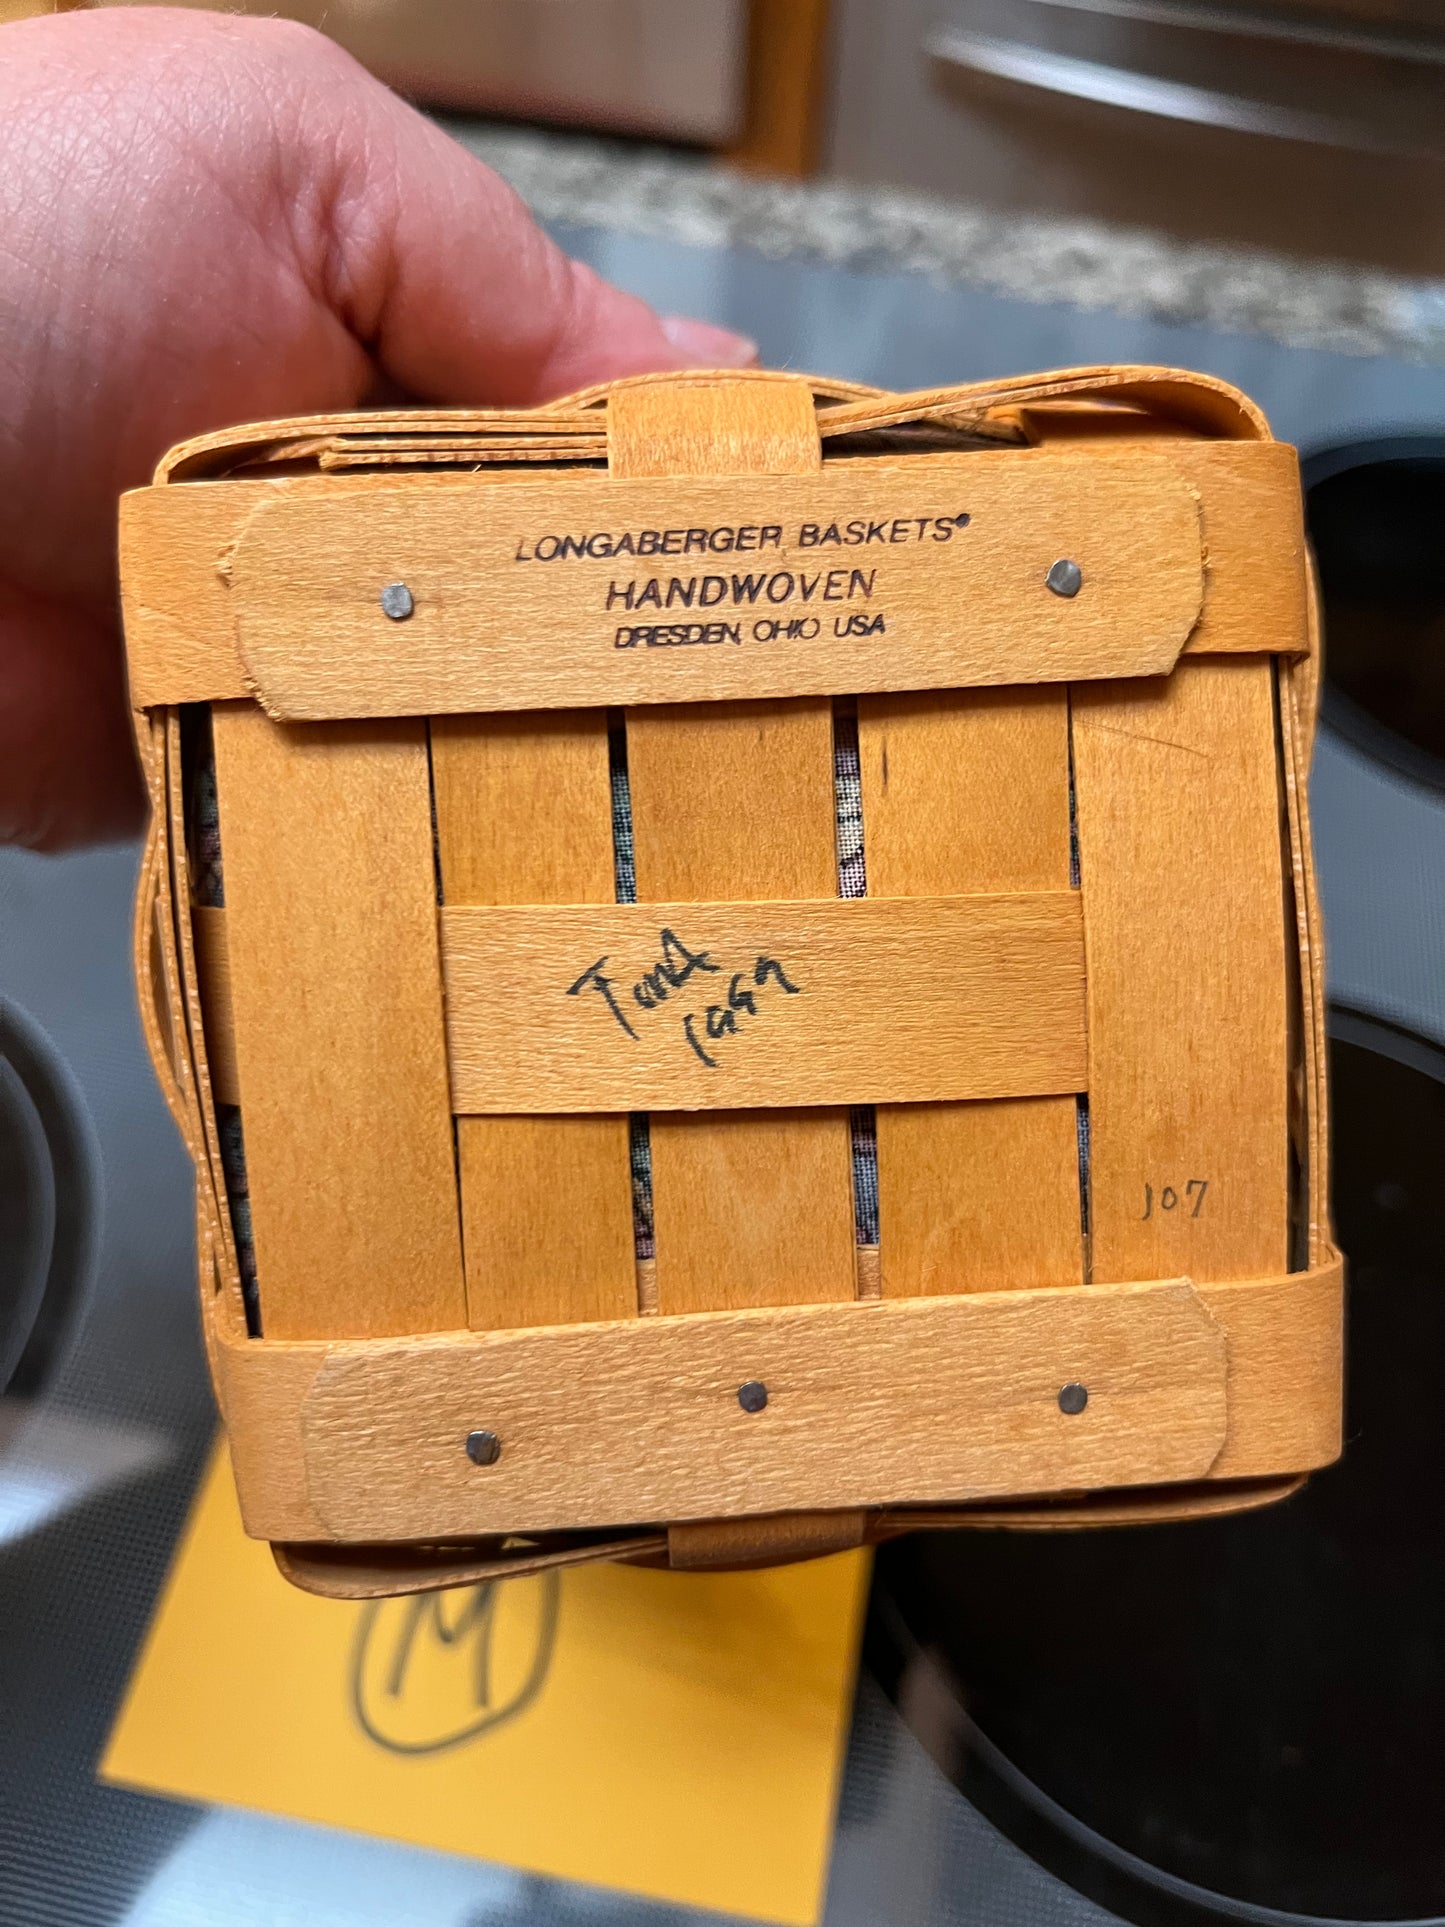 LONGABERGER BASKETS®
HANDWOVEN
DRESDEN, OHIO USA
107
M